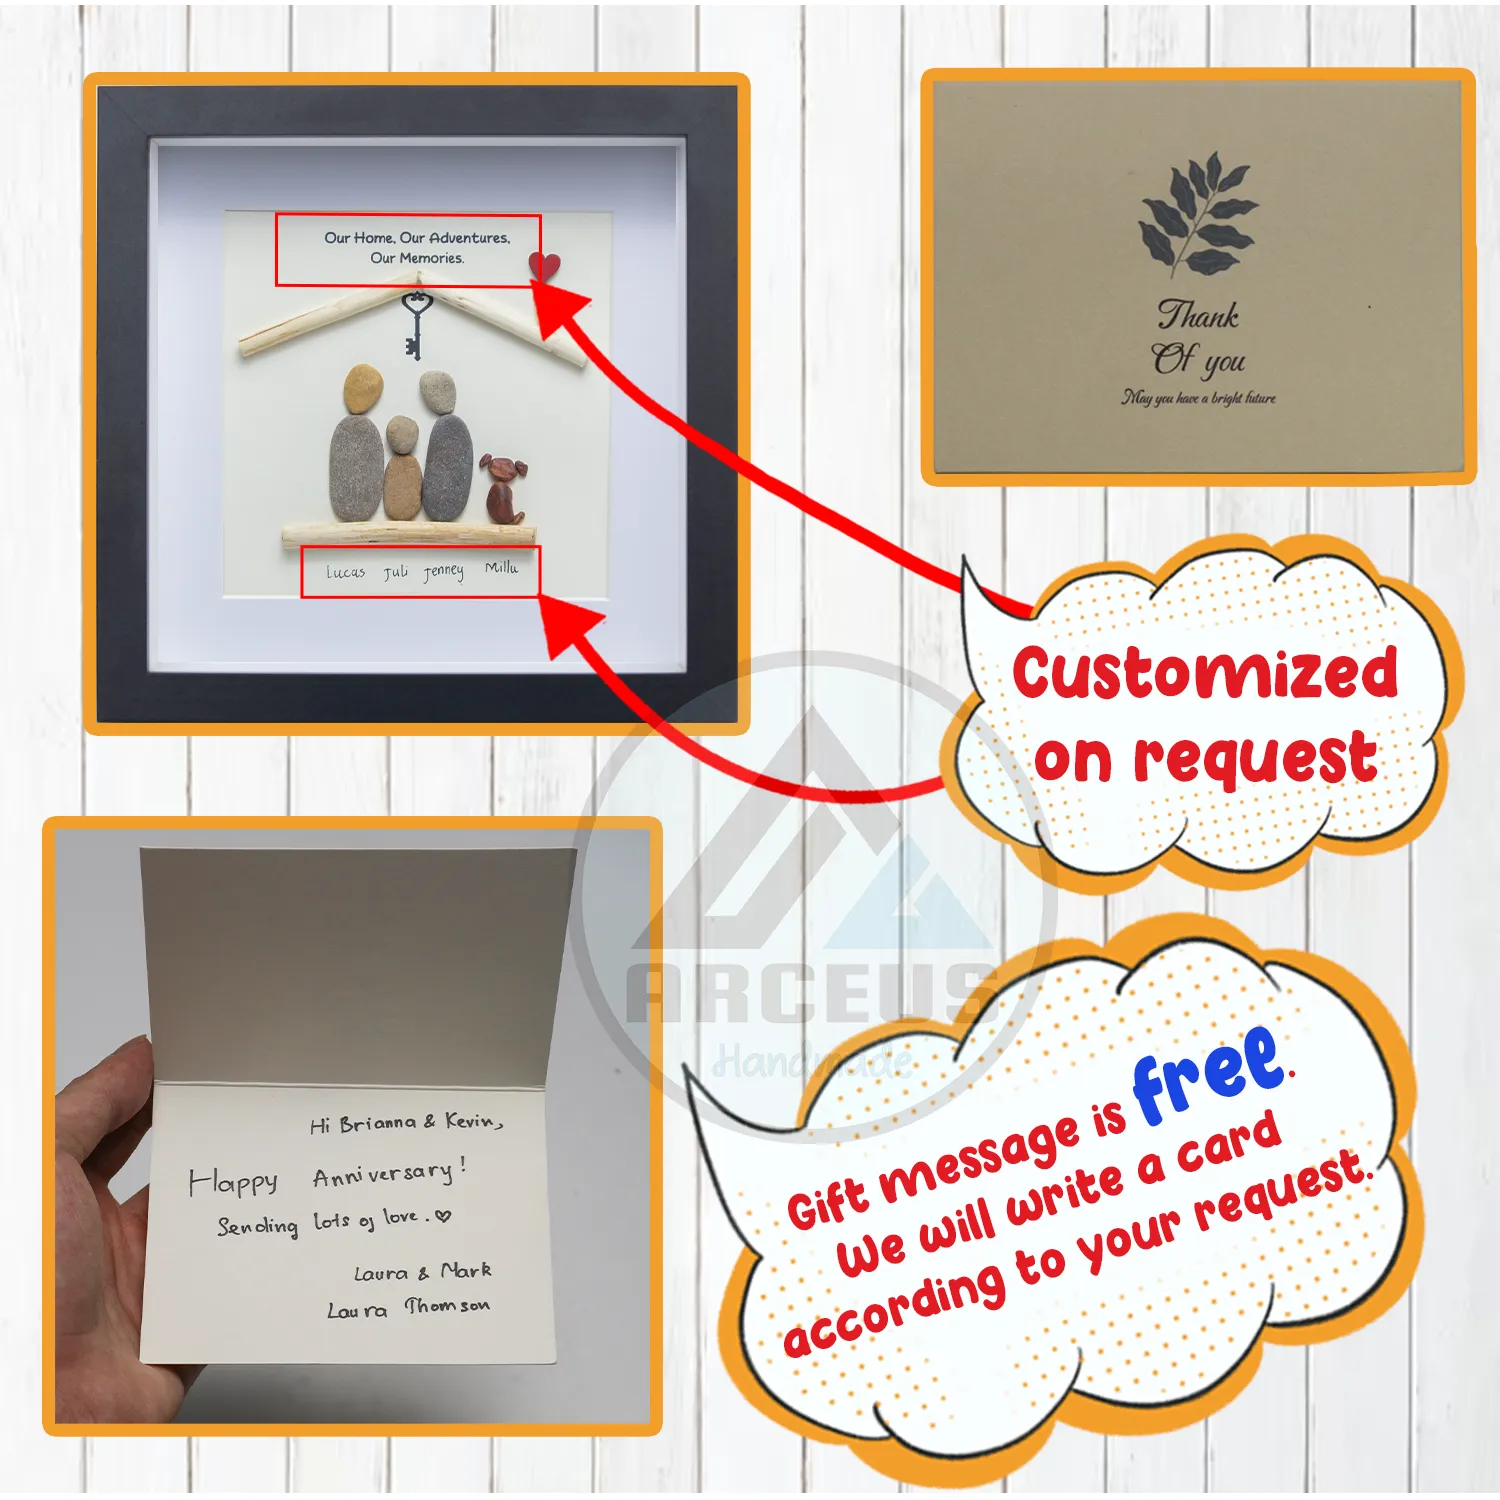 Our Home, Our Adventures,
Our Memories.
Lucas Juli Jenney Millu
Thank
Of you
May you have a bright future
Customized
on request
ARCEUS
Handmade
Hi Brianna & Kevin,
Happy Anniversary!
Sending lots of love. ♡
Laura & Mark
Laura Thomson
Gift message is free.
We will write a card
according to your request.